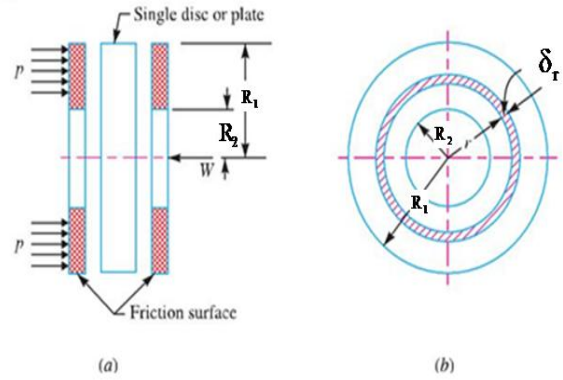 Single disc or plate
p
R₁
R₂
W
p
Friction surface
(a)
δr
R₂
r
R₁
(b)